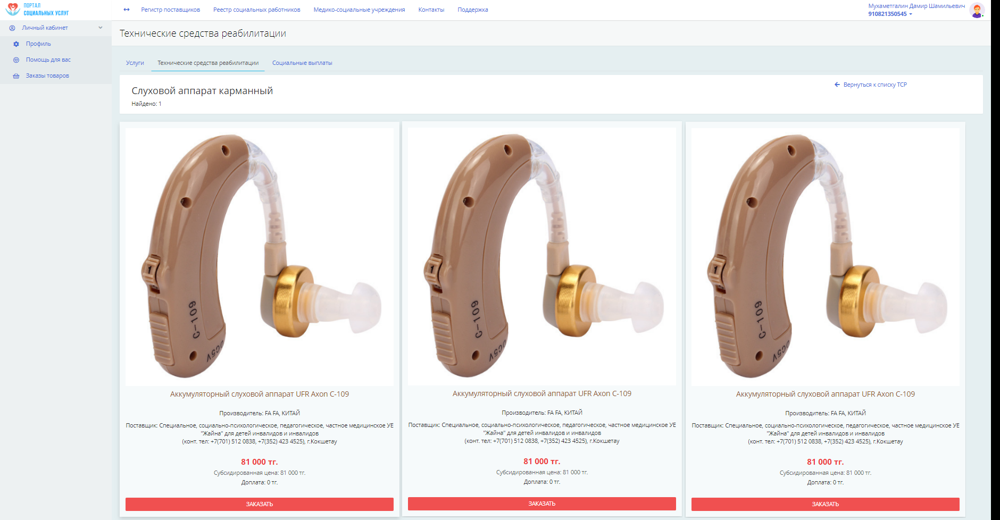 ПОРТАЛ
СОЦИАЛЬНЫХ УСЛУГ
Регистр поставщиков
Реестр социальных работников
Медико-социальные учреждения
Контакты
Поддержка
Мухаметгалин Дамир Шамильевич
910821350545
Личный кабинет
Профиль
Помощь для вас
Заказы товаров
Технические средства реабилитации
Услуги
Технические средства реабилитации
Социальные выплаты
Слуховой аппарат карманный
Найдено: 1
Вернуться к списку ТСР
1
C-109
DC5V
Аккумуляторный слуховой аппарат UFR Axon C-109
Производитель: FA FA, КИТАЙ
Поставщик: Специальное, социально-психологическое, педагогическое, частное медицинское УЕ
"Жайна" для детей инвалидов и инвалидов
(конт. тел: +7(701) 512 0838, +7(352) 423 4525), г.Кокшетау
81 000 тг.
Субсидированная цена: 81 000 тг.
Доплата: 0 тг.
ЗАКАЗАТЬ
1
C-109
DC5V
Аккумуляторный слуховой аппарат UFR Axon C-109
Производитель: FA FA, КИТАЙ
Поставщик: Специальное, социально-психологическое, педагогическое, частное медицинское УЕ
"Жайна" для детей инвалидов и инвалидов
(конт. тел: +7(701) 512 0838, +7(352) 423 4525), г.Кокшетау
81 000 тг.
Субсидированная цена: 81 000 тг.
Доплата: 0 тг.
ЗАКАЗАТЬ
1
C-109
DC5V
Аккумуляторный слуховой аппарат UFR Axon C-109
Производитель: FA FA, КИТАЙ
Поставщик: Специальное, социально-психологическое, педагогическое, частное медицинское УЕ
"Жайна" для детей инвалидов и инвалидов
(конт. тел: +7(701) 512 0838, +7(352) 423 4525), г.Кокшетау
81 000 тг.
Субсидированная цена: 81 000 тг.
Доплата: 0 тг.
ЗАКАЗАТЬ